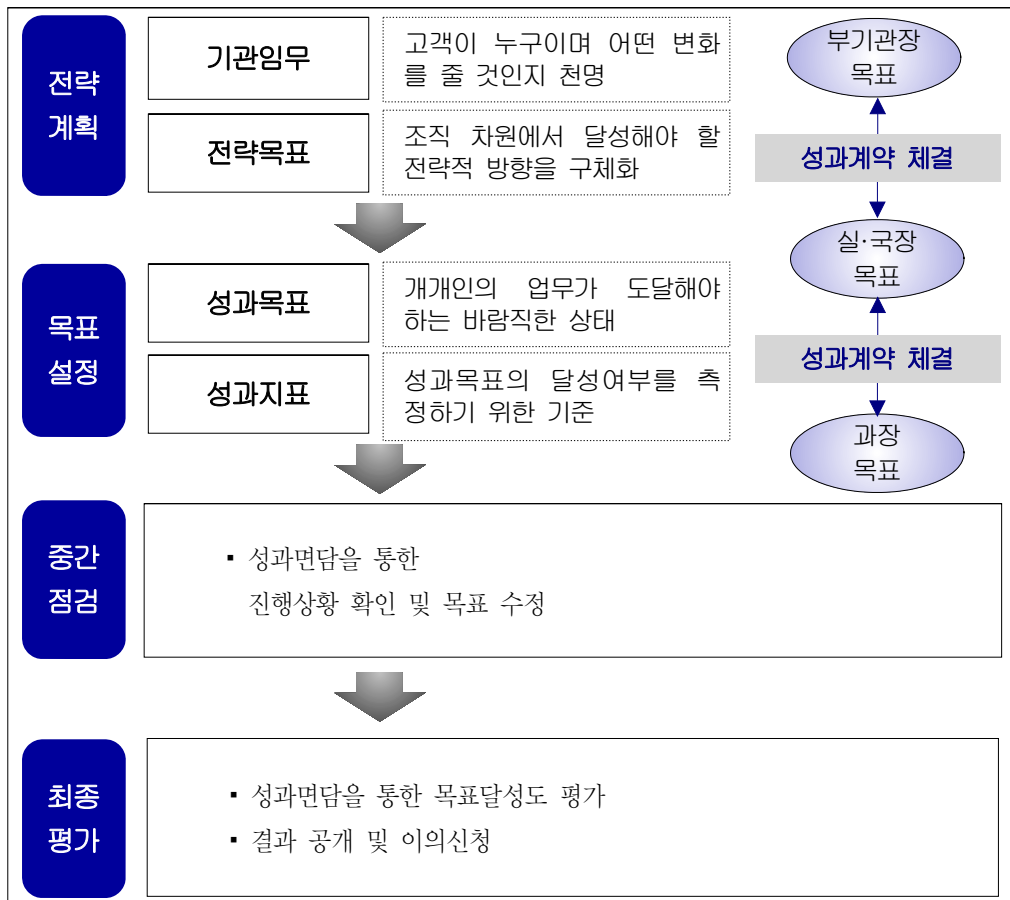 전략
계획
기관임무
고객이 누구이며 어떤 변화
를 줄 것인지 천명
전략목표
조직 차원에서 달성해야 할
전략적 방향을 구체화
부기관장
목표
성과계약 체결
실·국장
목표
성과계약 체결
과장
목표
목표
설정
성과목표
개개인의 업무가 도달해야
하는 바람직한 상태
성과지표
성과목표의 달성여부를 측
정하기 위한 기준
중간
점검
▪ 성과면담을 통한
진행상황 확인 및 목표 수정
최종
평가
▪ 성과면담을 통한 목표달성도 평가
▪ 결과 공개 및 이의신청